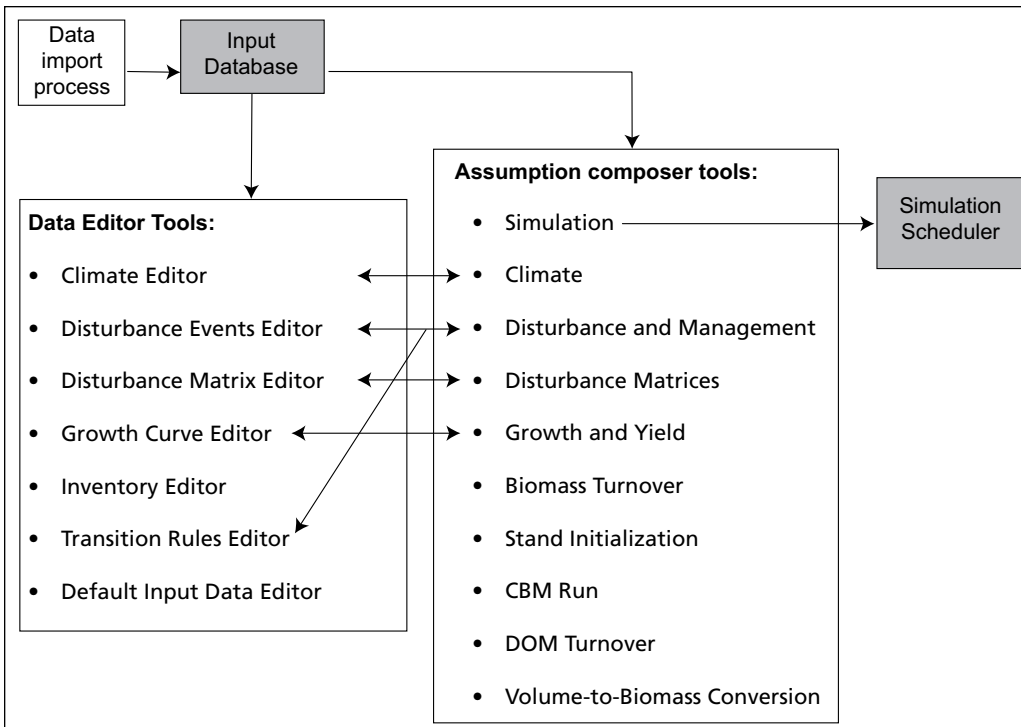 Data
import
process
Input
Database
Assumption composer tools:
• Simulation
• Climate
• Disturbance and Management
• Disturbance Matrices
• Growth and Yield
• Biomass Turnover
• Stand Initialization
• CBM Run
• DOM Turnover
• Volume-to-Biomass Conversion
Simulation
Scheduler
Data Editor Tools:
• Climate Editor
• Disturbance Events Editor
• Disturbance Matrix Editor
• Growth Curve Editor
• Inventory Editor
• Transition Rules Editor
• Default Input Data Editor